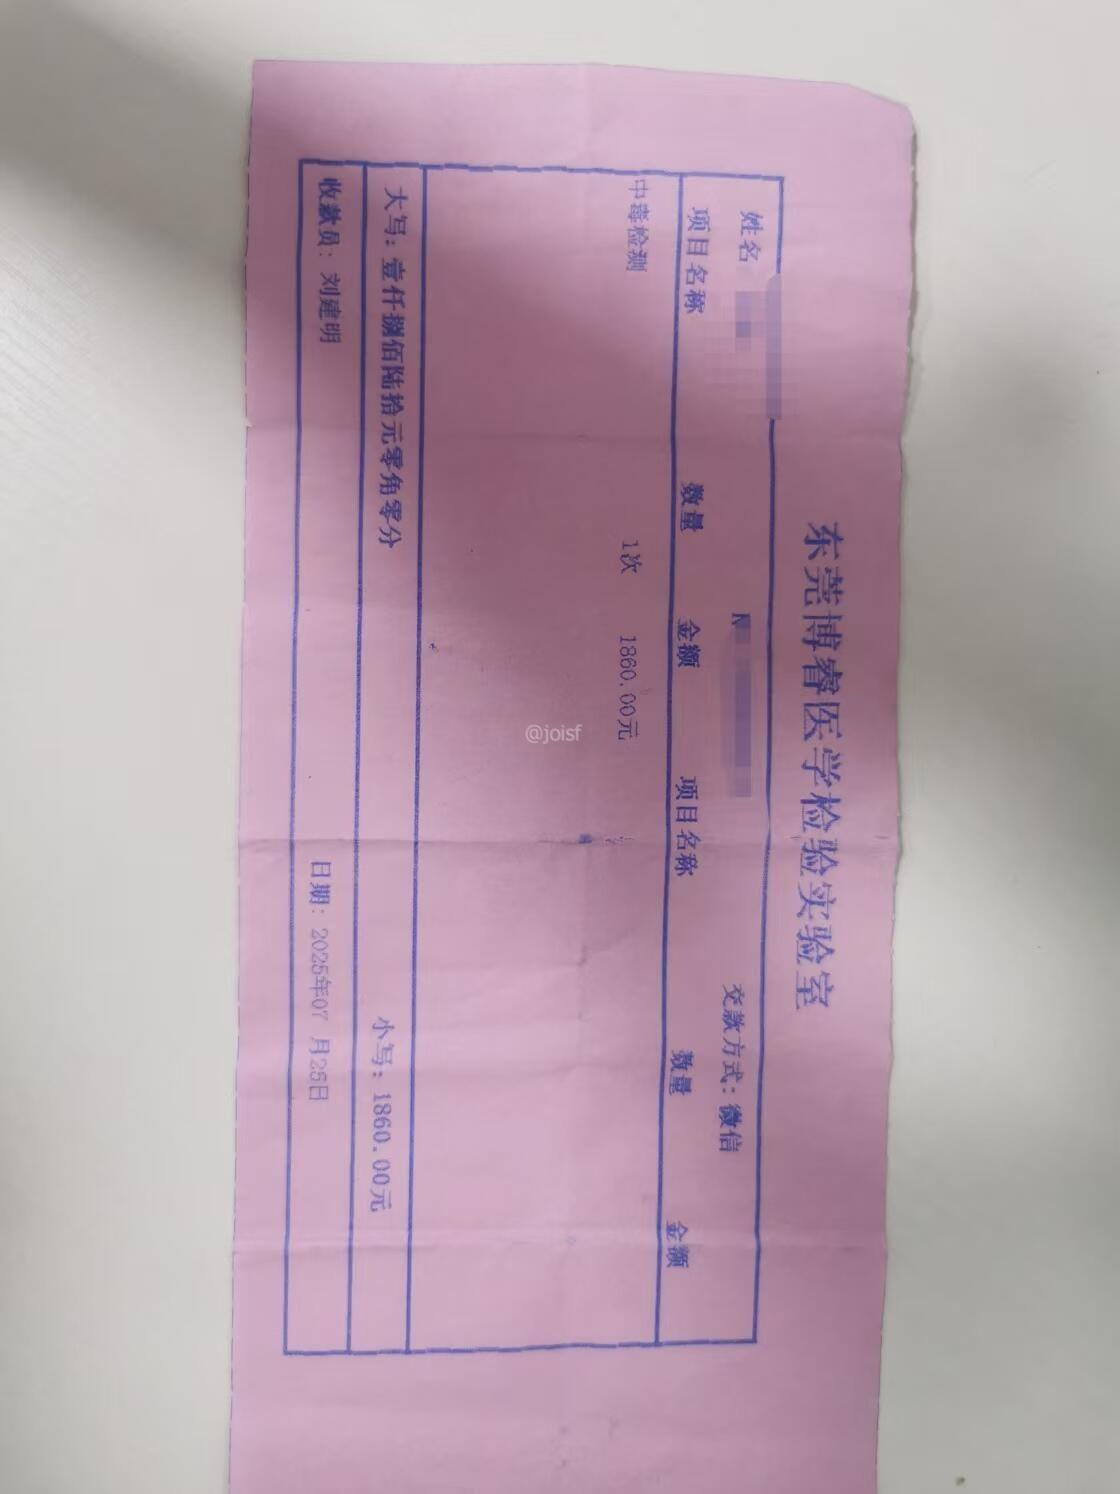 东莞博睿医学检验实验室
姓名 交款方式：微信
项目名称 数量 金额 项目名称 数量 金额
中毒检测 1次 1860.00元
大写：壹仟捌佰陆拾元零角零分 小写：1860.00元
收款员：刘建明 日期：2025年07 月25日
@joisf